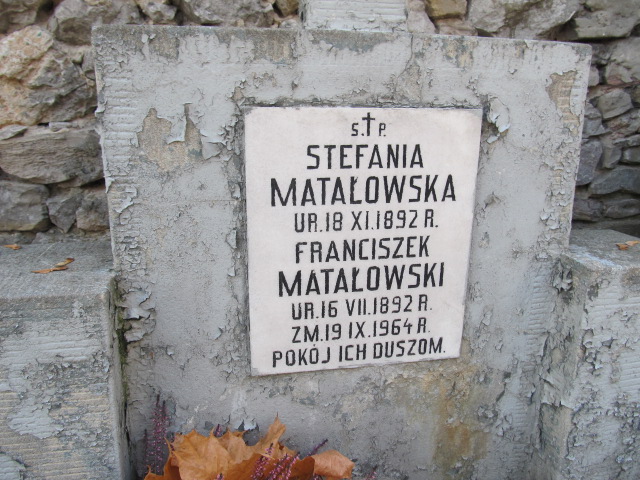 Ś.†P.
STEFANIA
MATAŁOWSKA
UR.18 XI.1892 R.
FRANCISZEK
MATAŁOWSKI
UR.16 VII.1892 R.
ZM.19 IX.1964 R.
POKÓJ ICH DUSZOM.